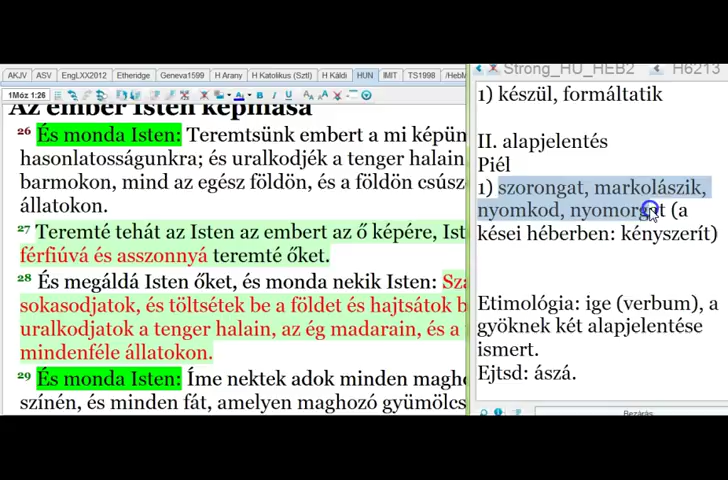 AKJV ASV EngLXX2012 Etheridge Geneva1599 H Arany H Katolikus (SztI) H Káldi HUN IMIT TS1998
1Móz 1:26
Az ember Isten képmása
26 És monda Isten: Teremtsünk embert a mi képün
hasonlatosságunkra; és uralkodjék a tenger halain
barmokon, mind az egész földön, és a földön csúsz
állatokon.
27 Teremté tehát az Isten az embert az ő képére, Ist
férfiúvá és asszonnyá teremté őket.
28 És megáldá Isten őket, és monda nekik Isten: Sza
sokasodjatok, és töltsétek be a földet és hajtsátok b
uralkodjatok a tenger halain, az ég madarain, és a
mindenféle állatokon.
29 És monda Isten: Íme nektek adok minden magho
színén, és minden fát, amelyen maghozó gyümölcs
Strong_HU_HEB2 H6213
1) készül, formáltatik
II. alapjelentés
Piél
1) szorongat, markolászik,
nyomkod, nyomorgat (a
kései héberben: kényszerít)
Etimológia: ige (verbum), a
gyöknek két alapjelentése
ismert.
Ejtsd: ászá.
Bezárás